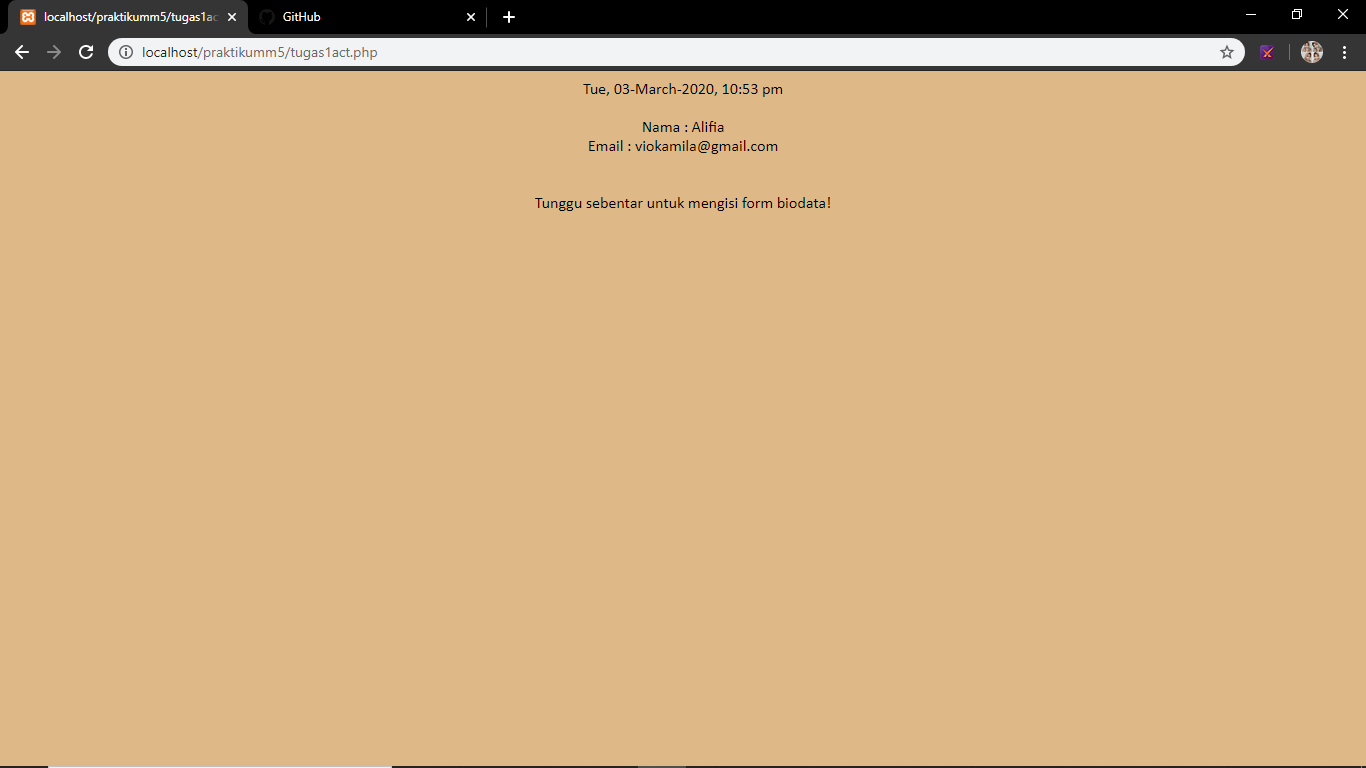 localhost/praktikumm5/tugas1ac
GitHub
localhost/praktikumm5/tugas1act.php
Tue, 03-March-2020, 10:53 pm
Nama : Alifia
Email : viokamila@gmail.com
Tunggu sebentar untuk mengisi form biodata!